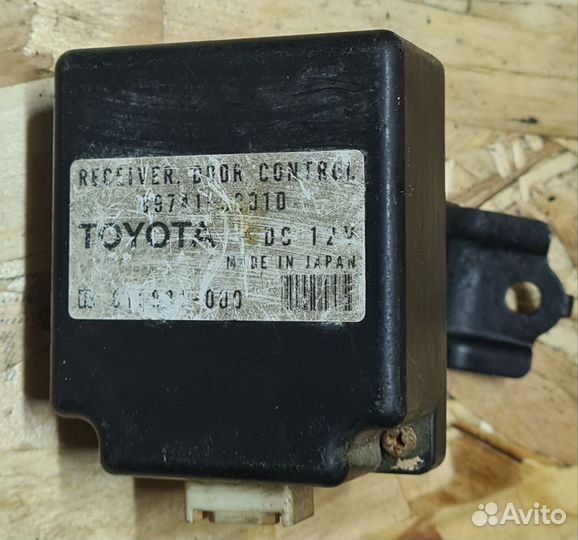 RECEIVER, DOOR CONTROL
TOYOTA DC 12V
MADE IN JAPAN
Avito